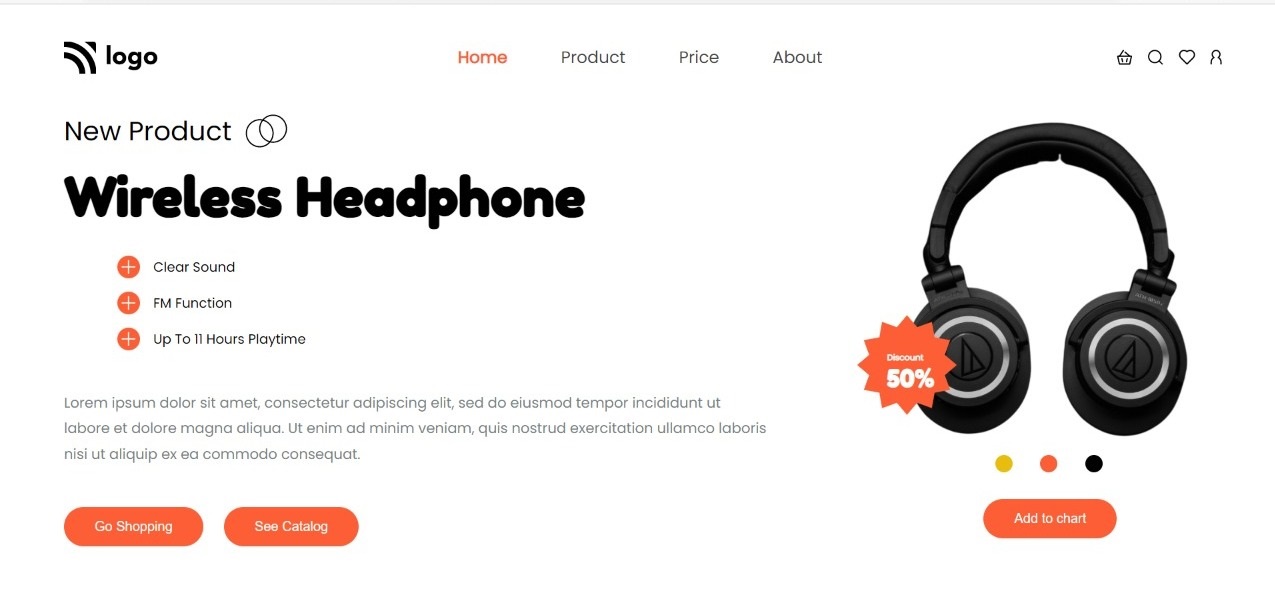 logo
Home Product Price About
New Product
Wireless Headphone
Clear Sound
FM Function
Up To 11 Hours Playtime
Discount
50%
Lorem ipsum dolor sit amet, consectetur adipiscing elit, sed do eiusmod tempor incididunt ut
labore et dolore magna aliqua. Ut enim ad minim veniam, quis nostrud exercitation ullamco laboris
nisi ut aliquip ex ea commodo consequat.
Go Shopping See Catalog
Add to chart